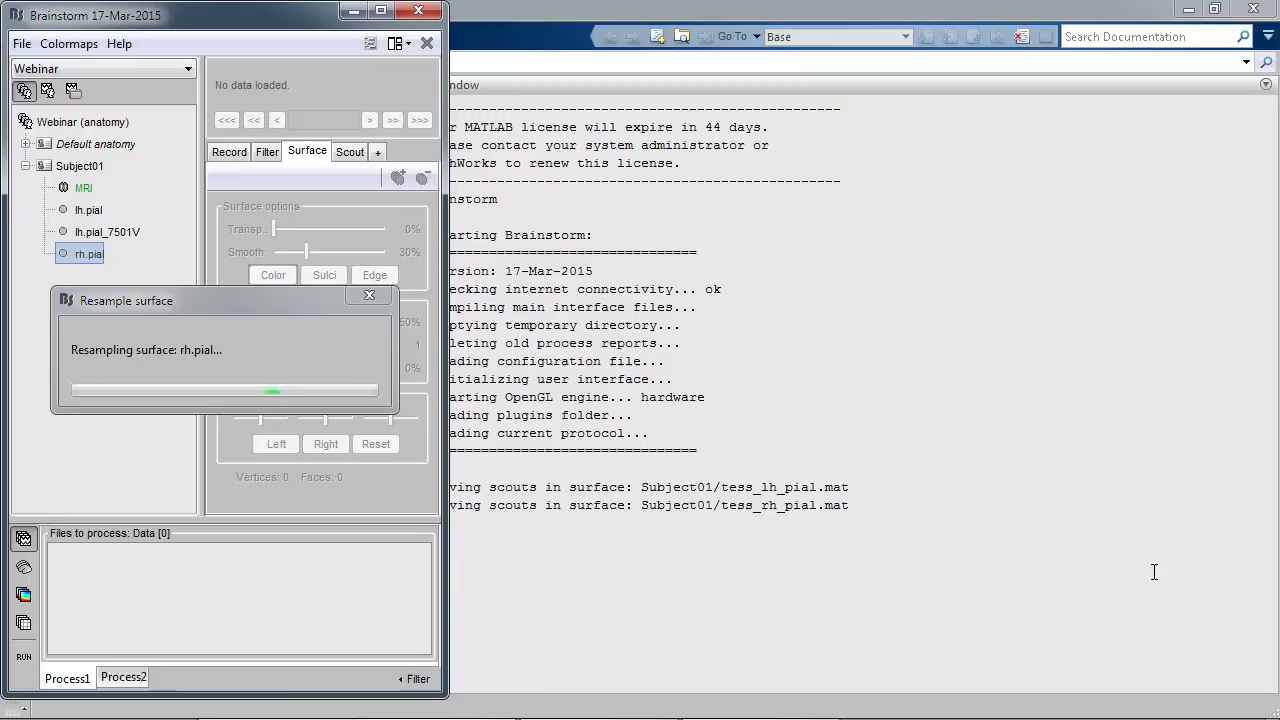 Brainstorm 17-Mar-2015
File Colormaps Help
Webinar
No data loaded.
<<< << < > >> >>>
Webinar (anatomy)
Default anatomy
Subject01
MRI
lh.pial
lh.pial_7501V
rh.pial
Record Filter Surface Scout +
Surface options
Transp.: 0%
Smooth: 30%
Color Sulci Edge
50%
1
0%
Resample surface
Resampling surface: rh.pial...
Left Right Reset
Vertices: 0 Faces: 0
Files to process: Data [0]
RUN
Process1 Process2 Filter
Go To Base Search Documentation
ndow
--------------------------------------------------------
r MATLAB license will expire in 44 days.
ase contact your system administrator or
hWorks to renew this license.
--------------------------------------------------------
nstorm
arting Brainstorm:
==============================
rsion: 17-Mar-2015
ecking internet connectivity... ok
mpiling main interface files...
ptying temporary directory...
leting old process reports...
ading configuration file...
itializing user interface...
arting OpenGL engine... hardware
ading plugins folder...
ading current protocol...
==============================
ving scouts in surface: Subject01/tess_lh_pial.mat
ving scouts in surface: Subject01/tess_rh_pial.mat